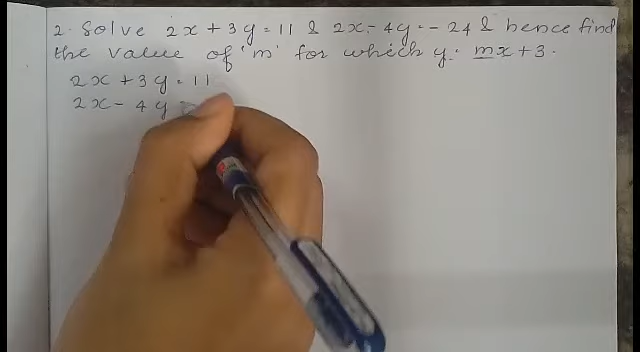 2. Solve 2x + 3y = 11 & 2x - 4y = - 24 & hence find
the value of 'm' for which y = mx + 3.
2x + 3y = 11
2x - 4y =